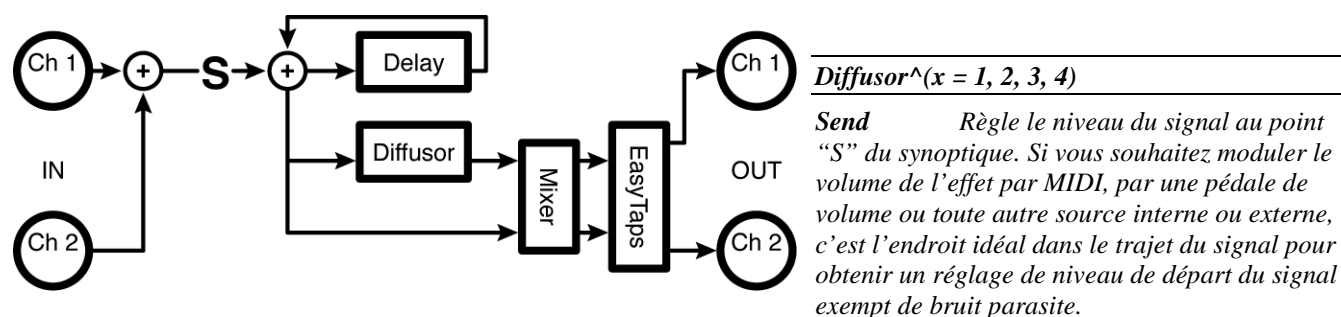 Ch 1
+
S
+
Delay
Ch 1
IN
Diffusor
Mixer
EasyTaps
OUT
Ch 2
Ch 2
Diffusor^(x = 1, 2, 3, 4)
Send Règle le niveau du signal au point
“S” du synoptique. Si vous souhaitez moduler le
volume de l’effet par MIDI, par une pédale de
volume ou toute autre source interne ou externe,
c’est l’endroit idéal dans le trajet du signal pour
obtenir un réglage de niveau de départ du signal
exempt de bruit parasite.